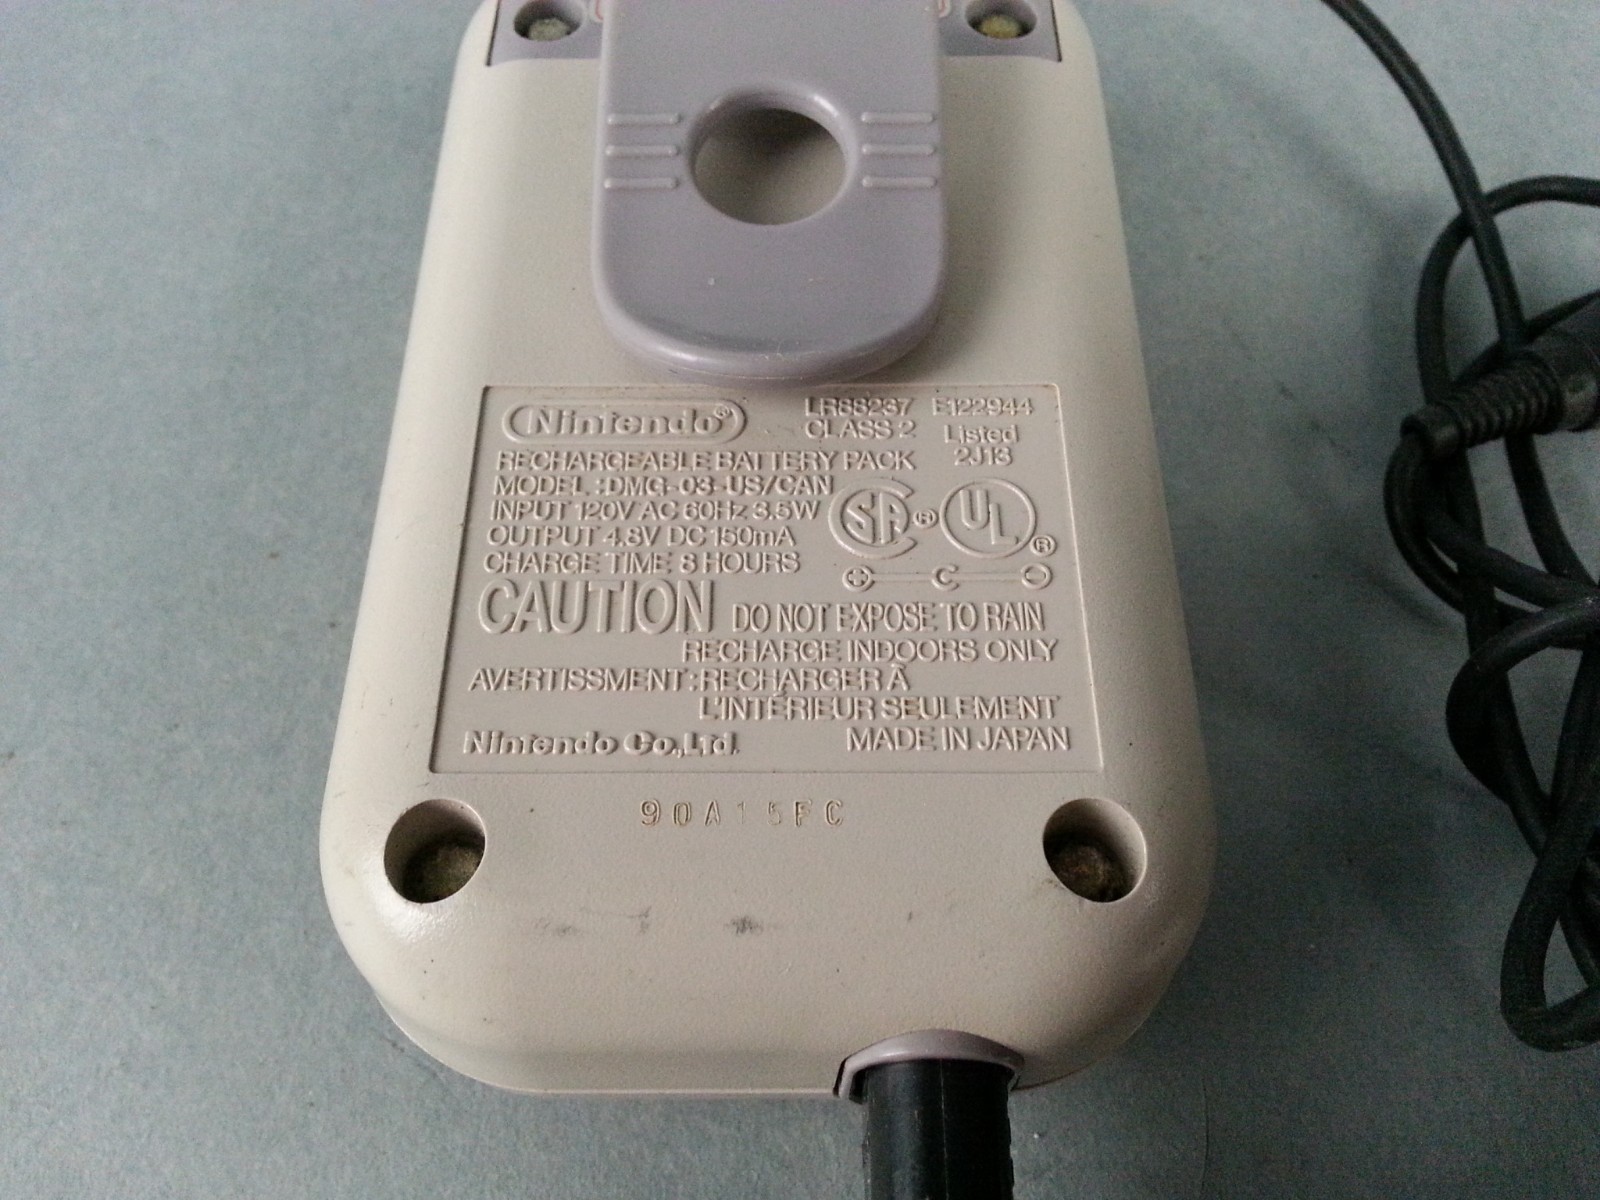 Nintendo®
LR88237 E122944
CLASS 2 Listed
2J13
RECHARGEABLE BATTERY PACK
MODEL :DMG-03-US/CAN
INPUT 120V AC 60Hz 3.5W
OUTPUT 4.8V DC 150mA
CHARGE TIME 8 HOURS
SA ® UL ®
+ C -
CAUTION DO NOT EXPOSE TO RAIN
RECHARGE INDOORS ONLY
AVERTISSMENT:RECHARGER À
L'INTÉRIEUR SEULEMENT
Nintendo Co.,Ltd. MADE IN JAPAN
90A15FC